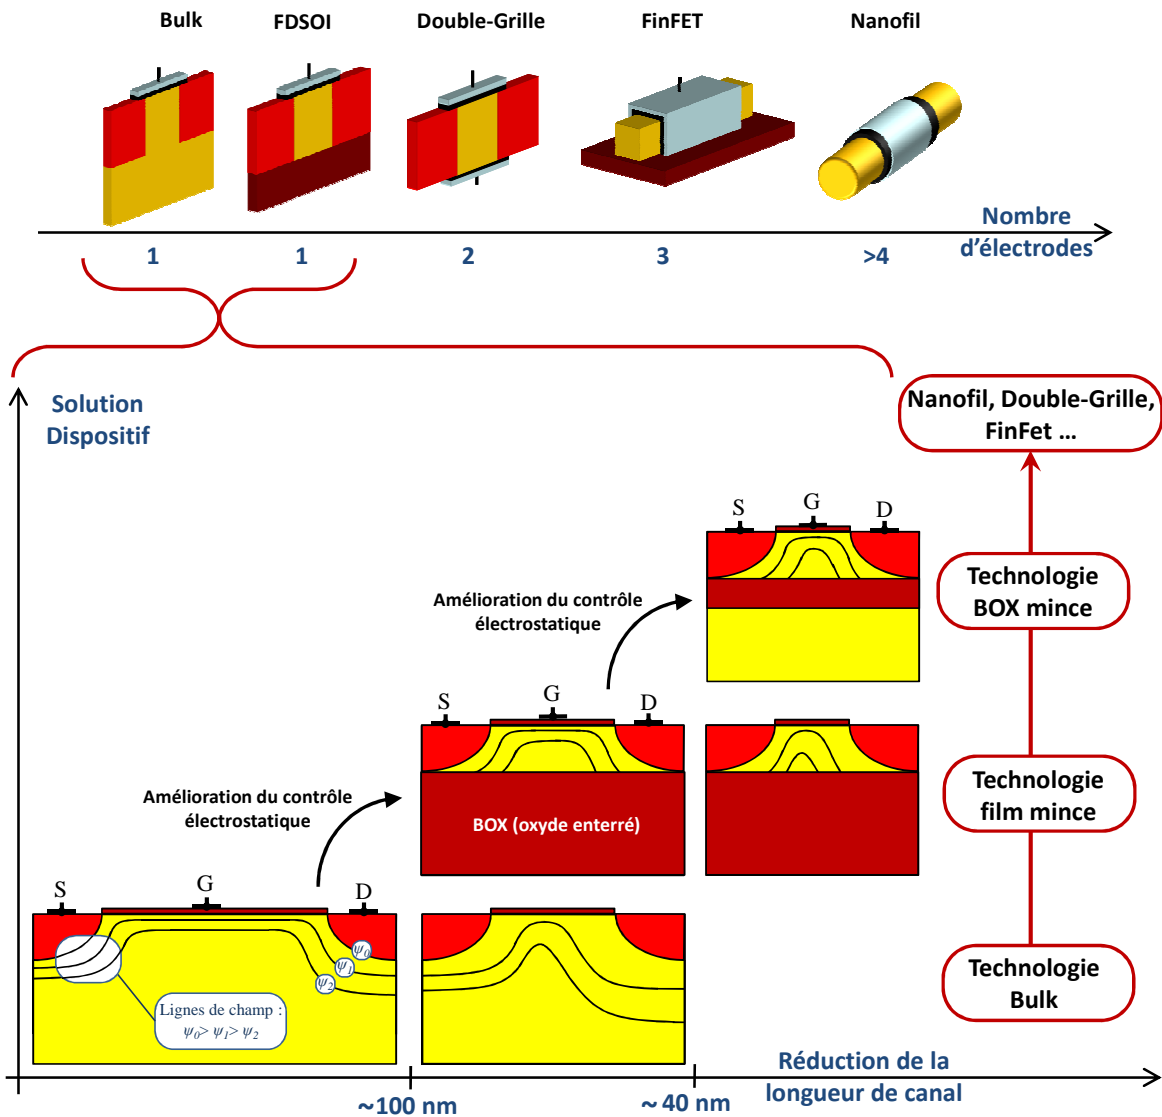 Bulk
FDSOI
Double-Grille
FinFET
Nanofil
Nombre
d'électrodes
1
1
2
3
>4
Solution
Dispositif
Nanofil, Double-Grille,
FinFet ...
S
G
D
Technologie
BOX mince
Amélioration du contrôle
électrostatique
S
G
D
Technologie
film mince
Amélioration du contrôle
électrostatique
BOX (oxyde enterré)
S
G
D
ψ0
ψ1
ψ2
Lignes de champ :
ψ0> ψ1> ψ2
Technologie
Bulk
Réduction de la
longueur de canal
~100 nm
~ 40 nm